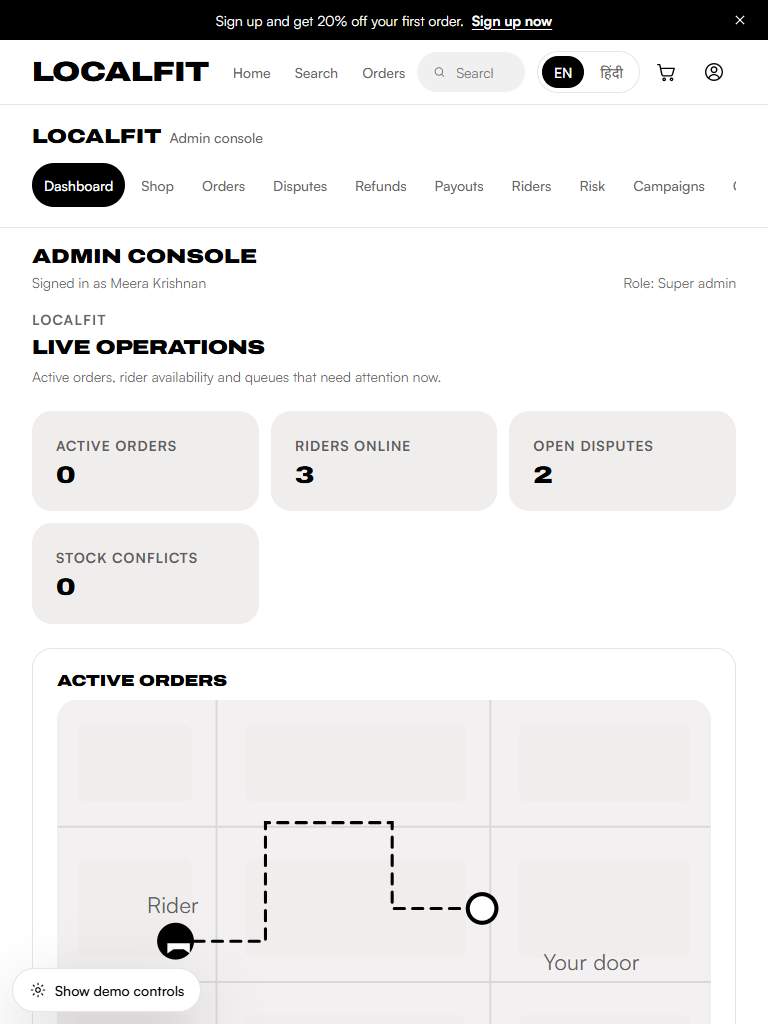 Sign up and get 20% off your first order. Sign up now
LOCALFIT Home Search Orders Searcl EN हिंदी
LOCALFIT Admin console
Dashboard Shop Orders Disputes Refunds Payouts Riders Risk Campaigns
ADMIN CONSOLE
Signed in as Meera Krishnan Role: Super admin
LOCALFIT
LIVE OPERATIONS
Active orders, rider availability and queues that need attention now.
ACTIVE ORDERS RIDERS ONLINE OPEN DISPUTES
0 3 2
STOCK CONFLICTS
0
ACTIVE ORDERS
Rider
Your door
Show demo controls